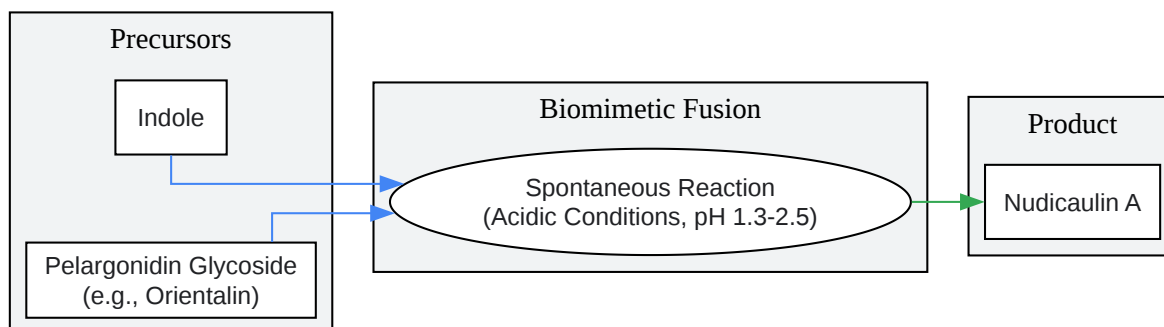 Precursors
Indole
Pelargonidin Glycoside
(e.g., Orientalin)
Biomimetic Fusion
Spontaneous Reaction
(Acidic Conditions, pH 1.3-2.5)
Product
Nudicaulin A